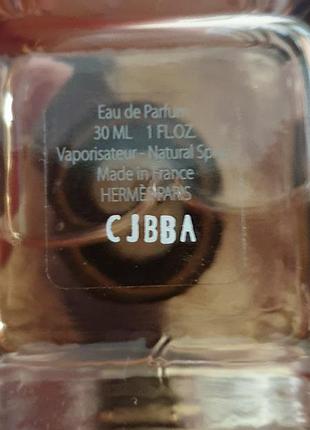 Eau de Parfum
30 ML 1 FL.OZ.
Vaporisateur - Natural Spray
Made in France
HERMÈS PARIS
CJBBA